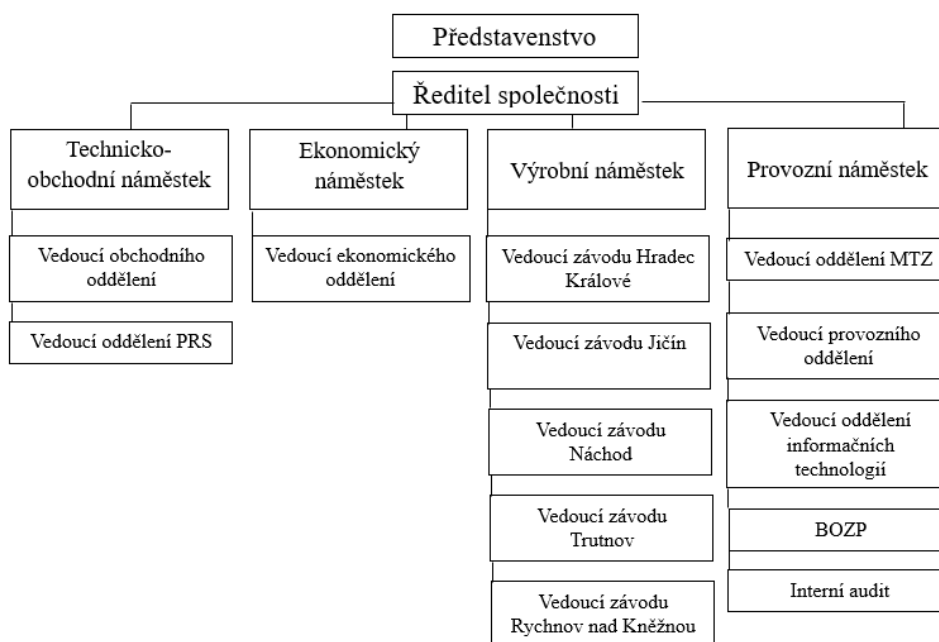 Představenstvo
Ředitel společnosti
Technicko-
obchodní náměstek
Ekonomický
náměstek
Výrobní náměstek
Provozní náměstek
Vedoucí obchodního
oddělení
Vedoucí oddělení PRS
Vedoucí ekonomického
oddělení
Vedoucí závodu Hradec
Králové
Vedoucí závodu Jičín
Vedoucí závodu
Náchod
Vedoucí závodu
Trutnov
Vedoucí závodu
Rychnov nad Kněžnou
Vedoucí oddělení MTZ
Vedoucí provozního
oddělení
Vedoucí oddělení
informačních
technologií
BOZP
Interní audit